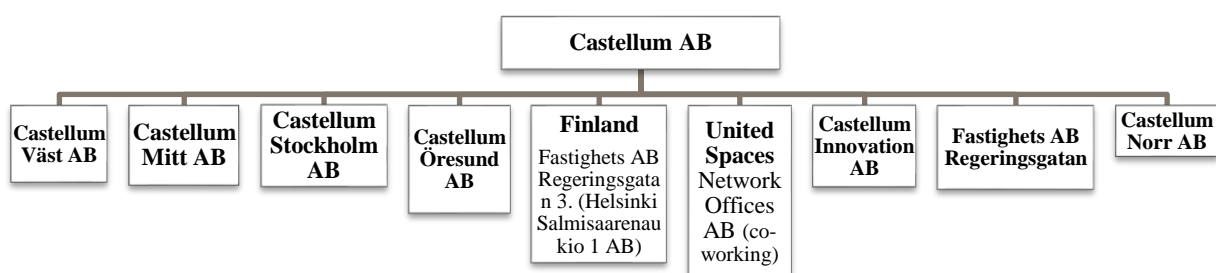 Castellum AB
Castellum
Väst AB
Castellum
Mitt AB
Castellum
Stockholm
AB
Castellum
Öresund
AB
Finland
Fastighets AB
Regeringsgata
n 3. (Helsinki
Salmisaarenau
kio 1 AB)
United
Spaces
Network
Offices
AB (co-
working)
Castellum
Innovation
AB
Fastighets AB
Regeringsgatan
Castellum
Norr AB